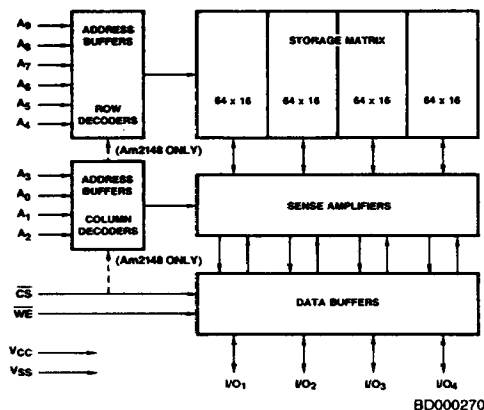 A9
A8
A7
A6
A5
A4
ADDRESS
BUFFERS
ROW
DECODERS
STORAGE MATRIX
64 x 16
64 x 16
64 x 16
64 x 16
(Am2148 ONLY)
A3
A0
A1
A2
ADDRESS
BUFFERS
COLUMN
DECODERS
SENSE AMPLIFIERS
(Am2148 ONLY)
CS
WE
DATA BUFFERS
VCC
VSS
I/O1
I/O2
I/O3
I/O4
BD000270